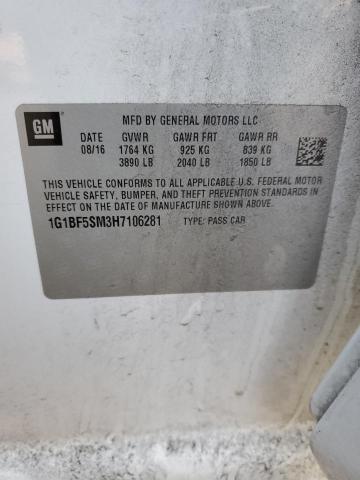 GM
MFD BY GENERAL MOTORS LLC
DATE GVWR GAWR FRT GAWR RR
08/16 1764 KG 925 KG 839 KG
3890 LB 2040 LB 1850 LB
THIS VEHICLE CONFORMS TO ALL APPLICABLE U.S. FEDERAL MOTOR
VEHICLE SAFETY, BUMPER, AND THEFT PREVENTION STANDARDS IN
EFFECT ON THE DATE OF MANUFACTURE SHOWN ABOVE.
1G1BF5SM3H7106281 TYPE: PASS CAR